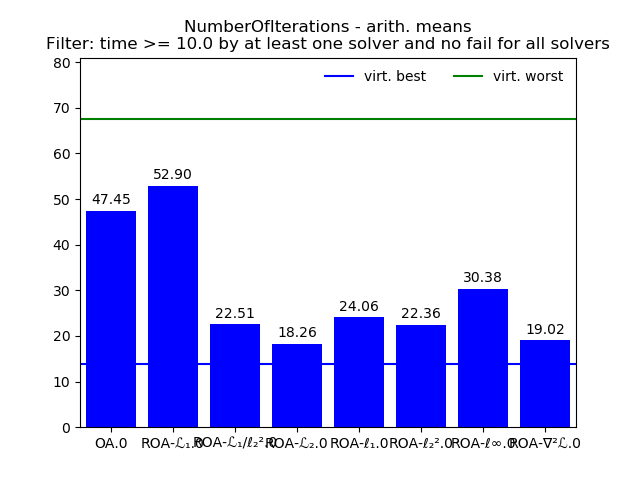 NumberOfIterations - arith. means
Filter: time >= 10.0 by at least one solver and no fail for all solvers
80
virt. best
virt. worst
70
60
52.90
50
47.45
40
30.38
30
24.06
22.51
22.36
20
18.26
19.02
10
0
OA.0
ROA-ℒ₁.0
ROA-ℒ₁/ℓ₂².0
ROA-ℒ₂.0
ROA-ℓ₁.0
ROA-ℓ₂².0
ROA-ℓ∞.0
ROA-∇²ℒ.0